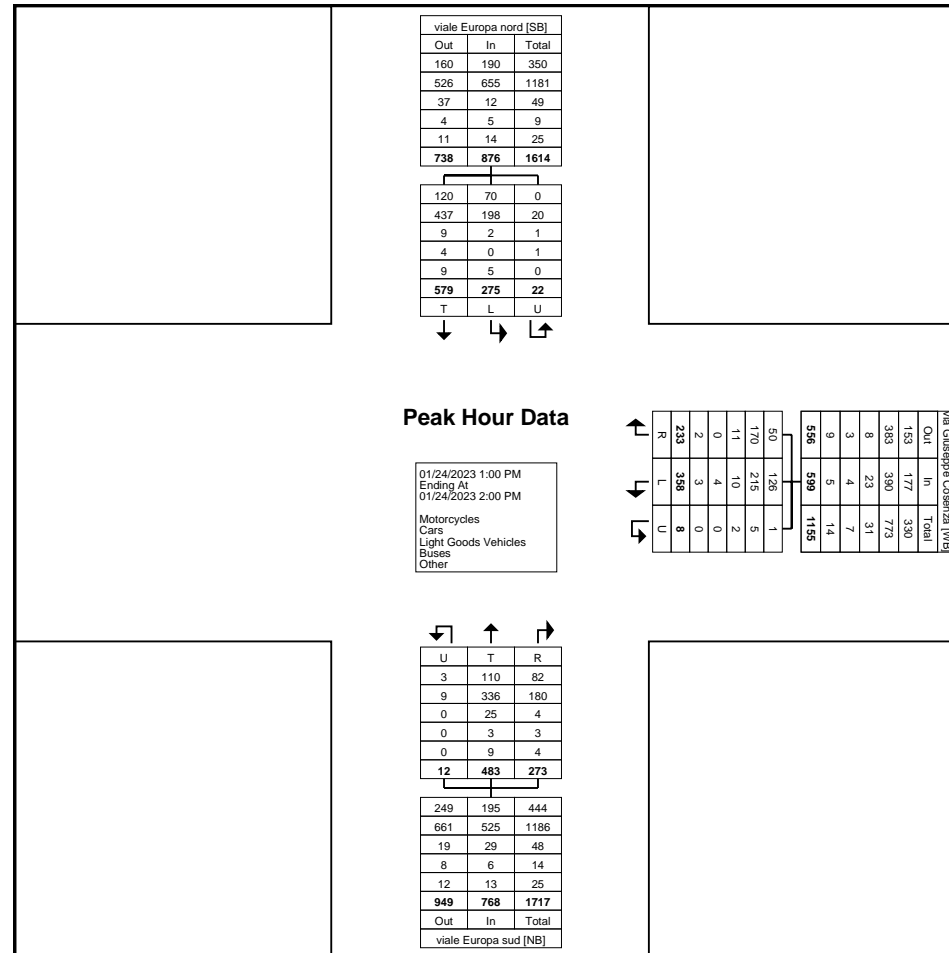 viale Europa nord [SB]
Out In Total
160 190 350
526 655 1181
37 12 49
4 5 9
11 14 25
738 876 1614
120 70 0
437 198 20
9 2 1
4 0 1
9 5 0
579 275 22
T L U
Peak Hour Data
01/24/2023 1:00 PM
Ending At
01/24/2023 2:00 PM
Motorcycles
Cars
Light Goods Vehicles
Buses
Other
via Giuseppe Cosenza [WB]
Out In Total
153 177 330
383 390 773
8 23 31
3 4 7
9 5 14
556 599 1155
50 126 1
170 215 5
11 10 2
0 4 0
2 3 0
233 358 8
R L U
U T R
3 110 82
9 336 180
0 25 4
0 3 3
0 9 4
12 483 273
249 195 444
661 525 1186
19 29 48
8 6 14
12 13 25
949 768 1717
Out In Total
viale Europa sud [NB]